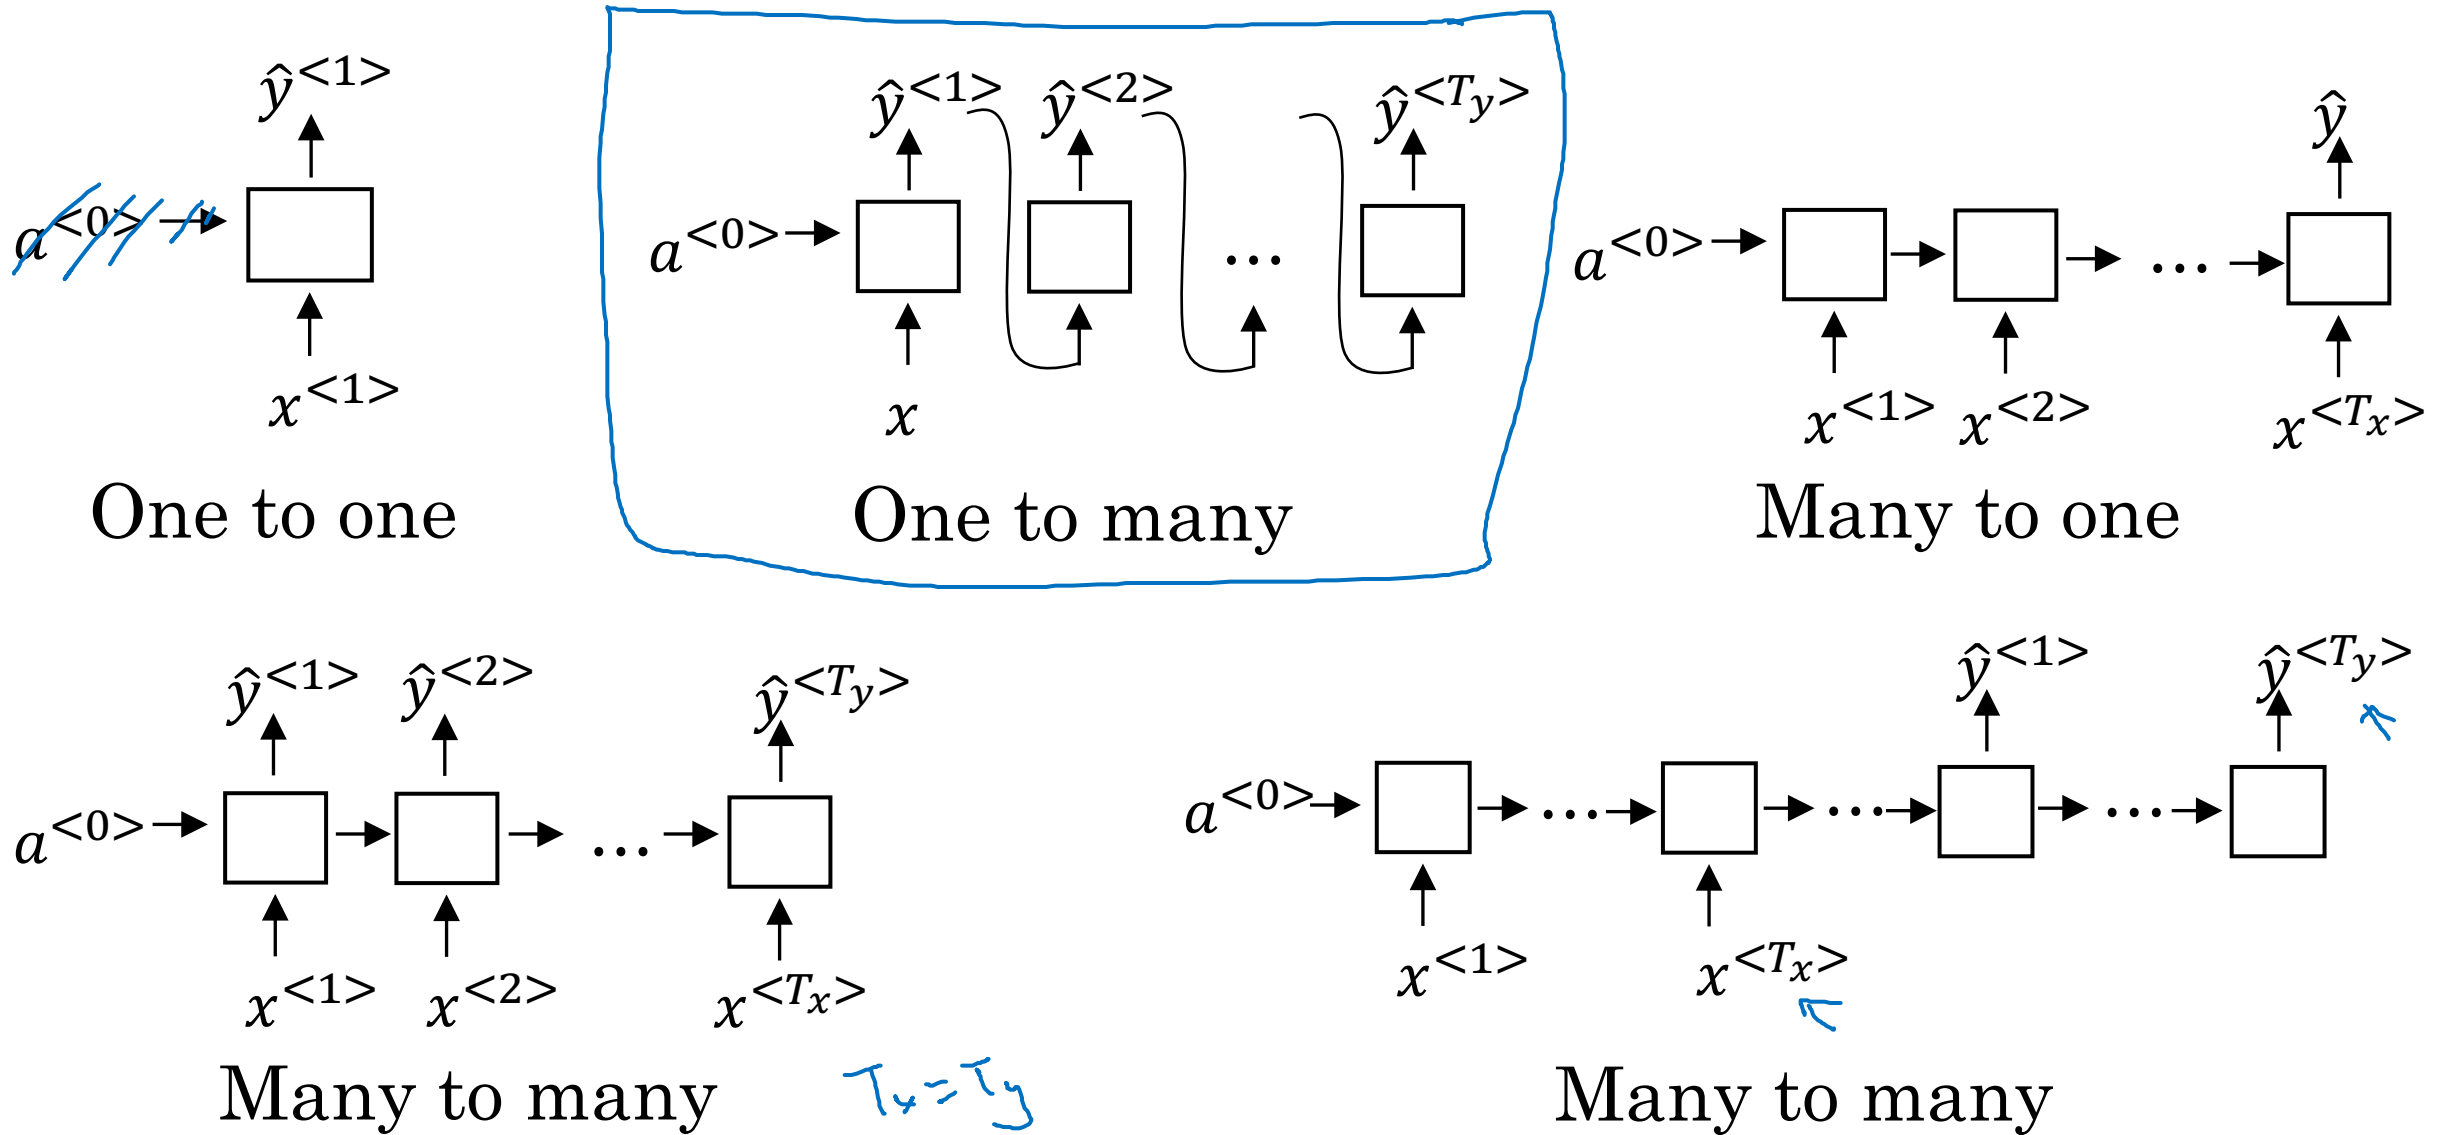 ŷ<1>
a<0>
x<1>
One to one
ŷ<1> ŷ<2> ŷ<Ty>
a<0> ...
x
One to many
ŷ
a<0> ...
x<1> x<2> x<Tx>
Many to one
ŷ<1> ŷ<2> ŷ<Ty>
a<0> ...
x<1> x<2> x<Tx>
Many to many
Tx=Ty
ŷ<1> ŷ<Ty>
a<0> ... ... ...
x<1> x<Tx>
Many to many